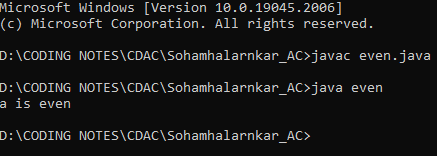 Microsoft Windows [Version 10.0.19045.2006]
(c) Microsoft Corporation. All rights reserved.
D:\CODING NOTES\CDAC\Sohamhalarnkar_AC>javac even.java
D:\CODING NOTES\CDAC\Sohamhalarnkar_AC>java even
a is even
D:\CODING NOTES\CDAC\Sohamhalarnkar_AC>